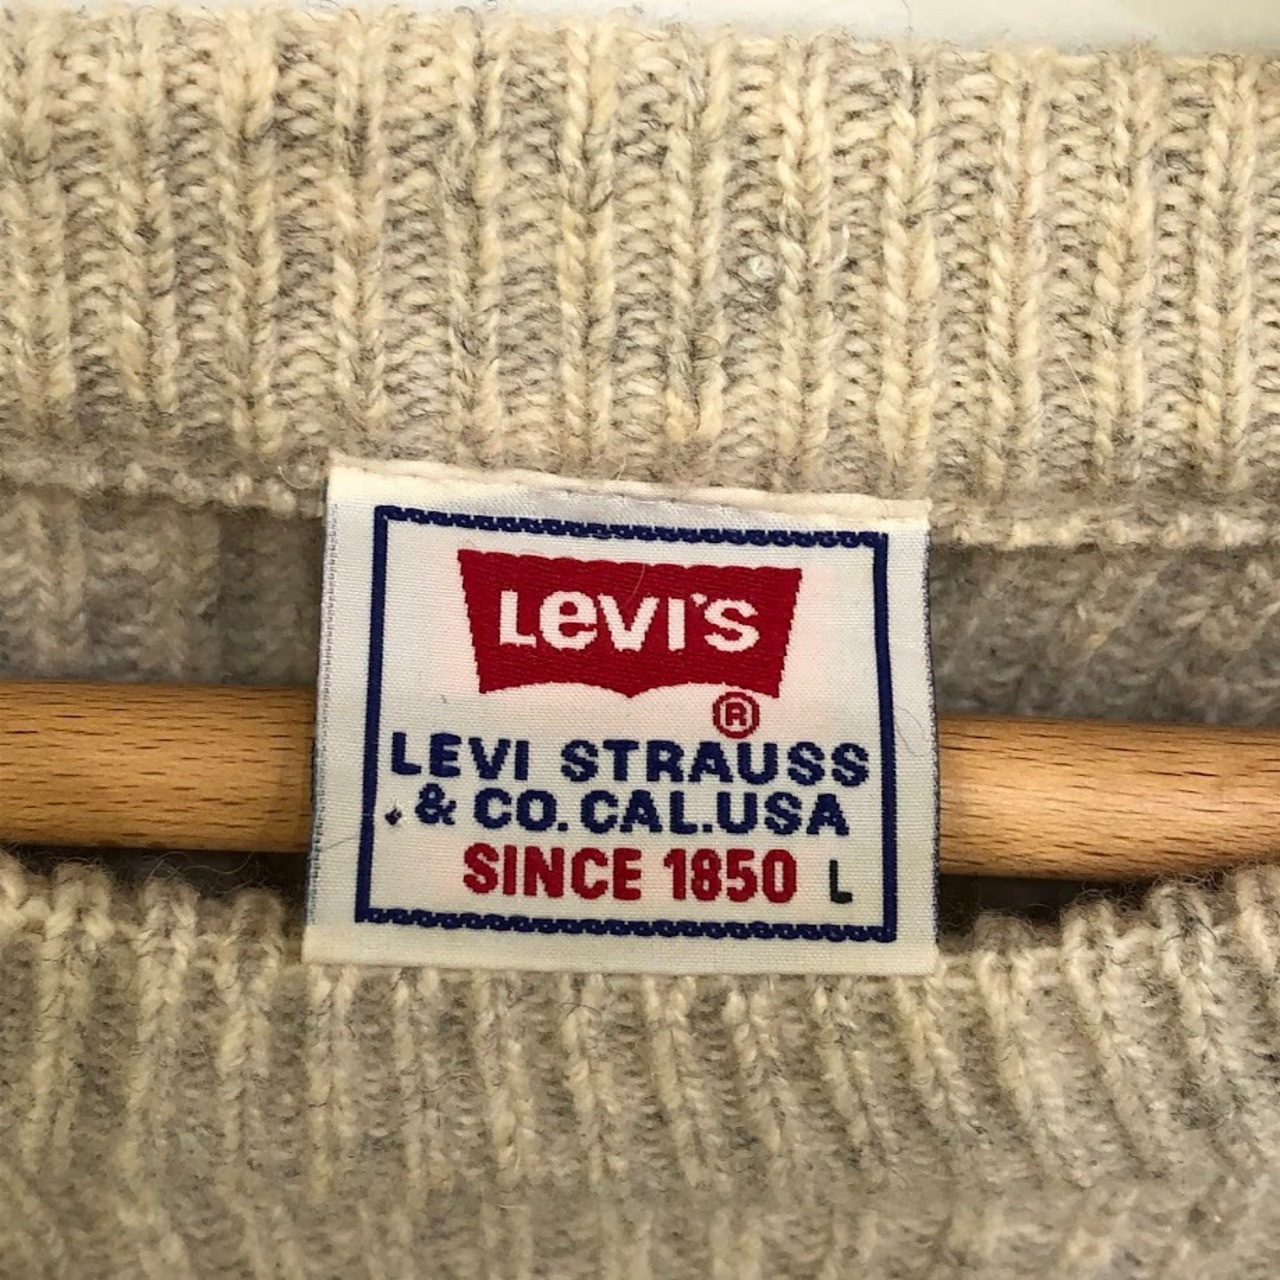 LEVI'S
®
LEVI STRAUSS
& CO. CAL.USA
SINCE 1850 L